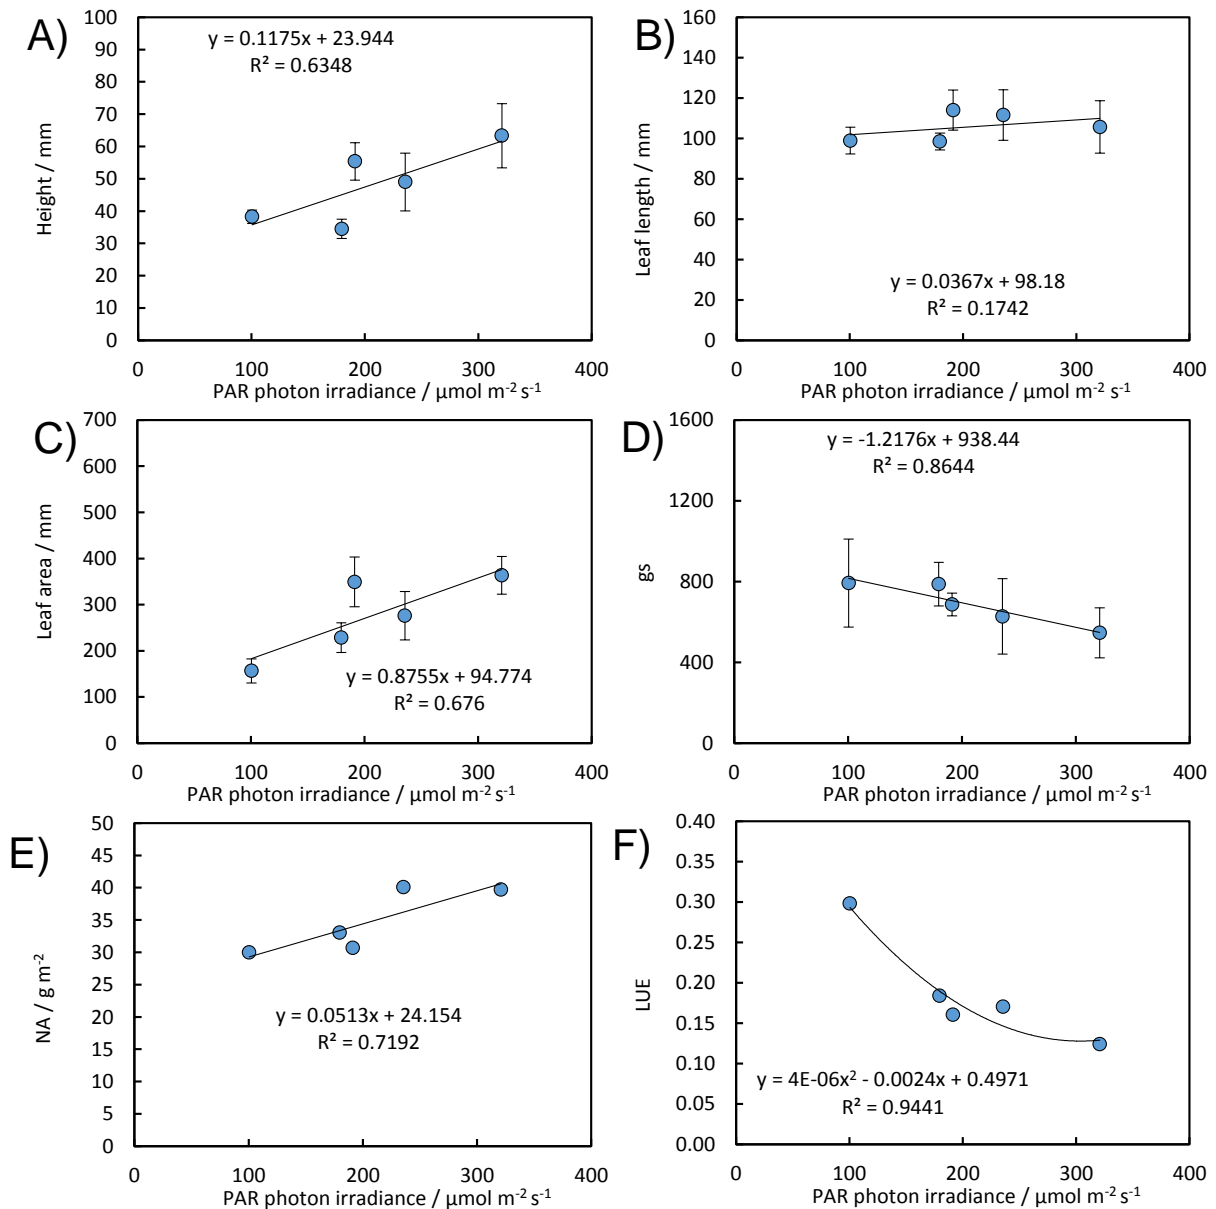 A)
y = 0.1175x + 23.944
R² = 0.6348
Height / mm
100
90
80
70
60
50
40
30
20
10
0
0 100 200 300 400
PAR photon irradiance / µmol m⁻² s⁻¹
B)
y = 0.0367x + 98.18
R² = 0.1742
Leaf length / mm
160
140
120
100
80
60
40
20
0
0 100 200 300 400
PAR photon irradiance / µmol m⁻² s⁻¹
C)
y = 0.8755x + 94.774
R² = 0.676
Leaf area / mm
700
600
500
400
300
200
100
0
0 100 200 300 400
PAR photon irradiance / µmol m⁻² s⁻¹
D)
y = -1.2176x + 938.44
R² = 0.8644
gs
1600
1200
800
400
0
0 100 200 300 400
PAR photon irradiance / µmol m⁻² s⁻¹
E)
y = 0.0513x + 24.154
R² = 0.7192
NA / g m⁻²
50
45
40
35
30
25
20
15
10
5
0
0 100 200 300 400
PAR photon irradiance / µmol m⁻² s⁻¹
F)
y = 4E-06x² - 0.0024x + 0.4971
R² = 0.9441
LUE
0.40
0.35
0.30
0.25
0.20
0.15
0.10
0.05
0.00
0 100 200 300 400
PAR photon irradiance / µmol m⁻² s⁻¹